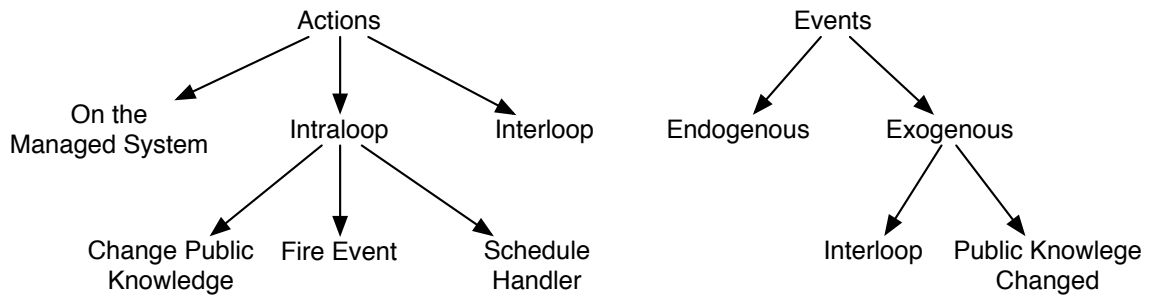 Actions
On the
Managed System
Intraloop
Interloop
Change Public
Knowledge
Fire Event
Schedule
Handler
Events
Endogenous
Exogenous
Interloop
Public Knowlege
Changed